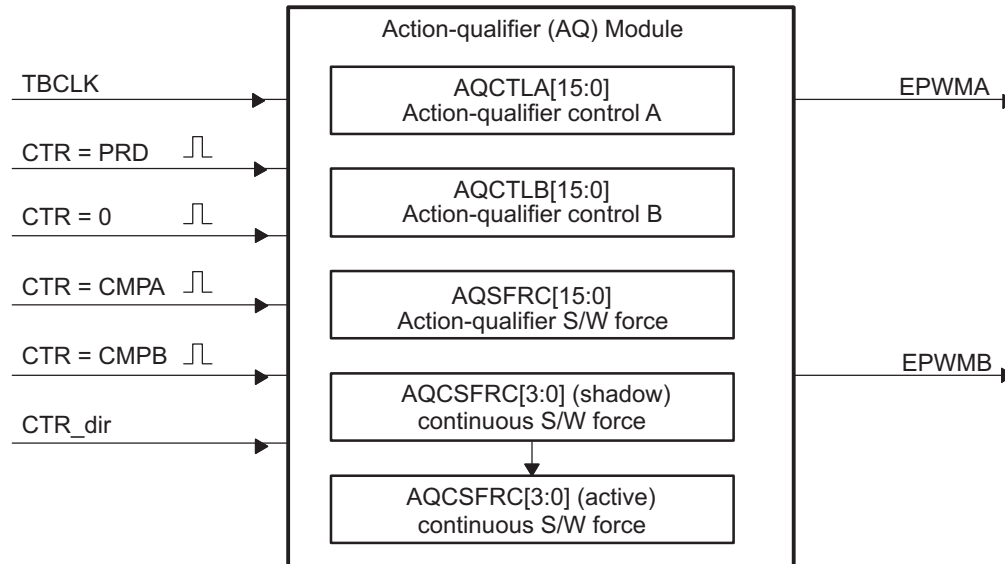 Action-qualifier (AQ) Module
TBCLK
CTR = PRD
CTR = 0
CTR = CMPA
CTR = CMPB
CTR_dir
AQCTLA[15:0]
Action-qualifier control A
AQCTLB[15:0]
Action-qualifier control B
AQSFRC[15:0]
Action-qualifier S/W force
AQCSFRC[3:0] (shadow)
continuous S/W force
AQCSFRC[3:0] (active)
continuous S/W force
EPWMA
EPWMB